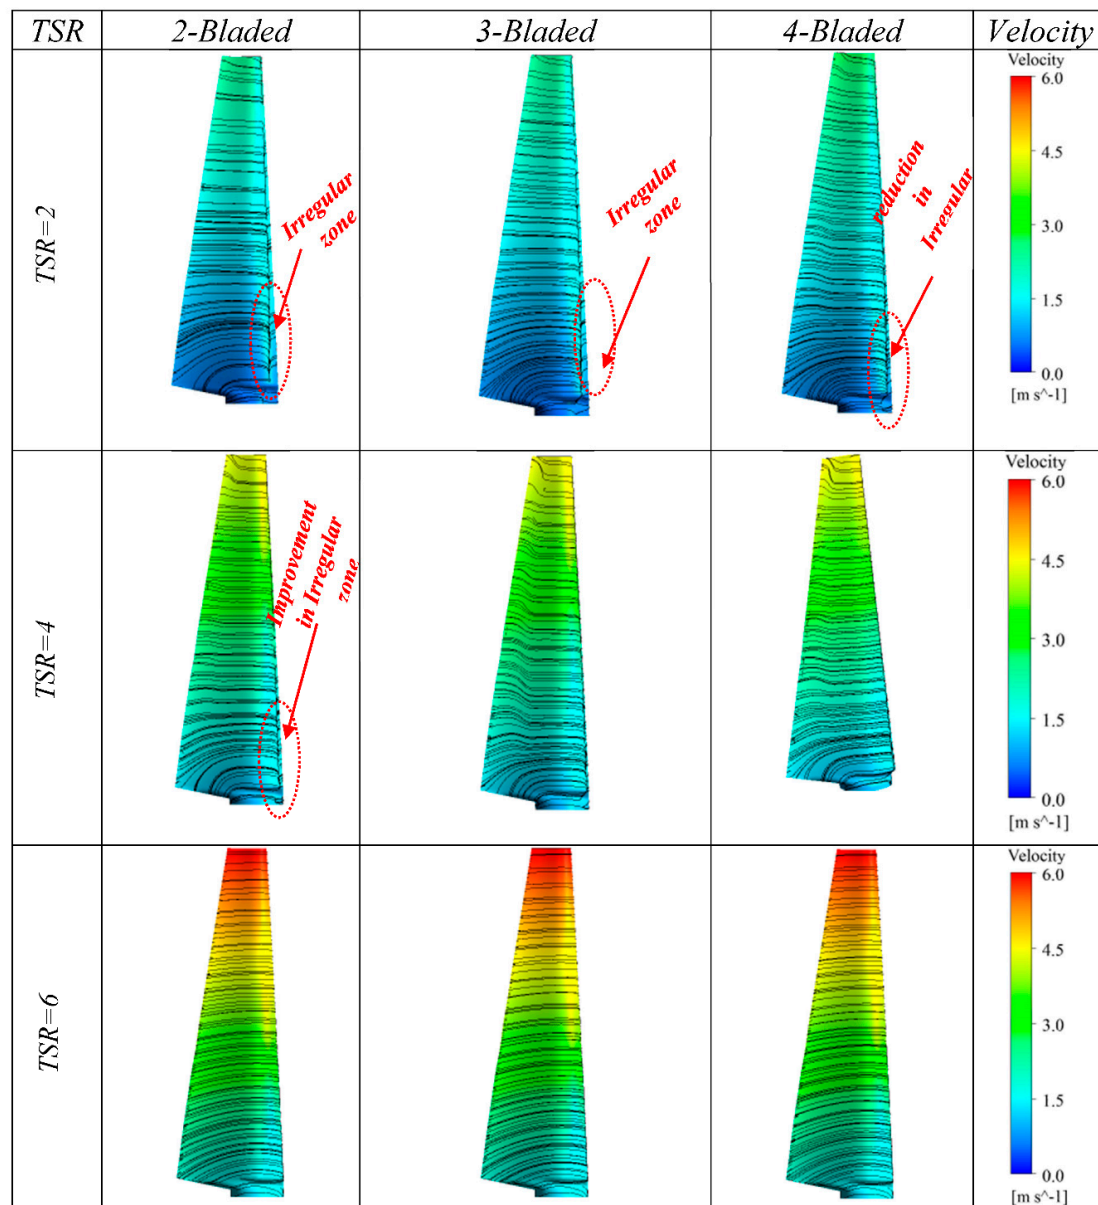 TSR 2-Bladed 3-Bladed 4-Bladed Velocity
TSR=2
Irregular
zone
Irregular
zone
reduction
in
Irregular
Velocity
6.0
4.5
3.0
1.5
0.0
[m s^-1]
TSR=4
Improvement
in Irregular
zone
Velocity
6.0
4.5
3.0
1.5
0.0
[m s^-1]
TSR=6
Velocity
6.0
4.5
3.0
1.5
0.0
[m s^-1]